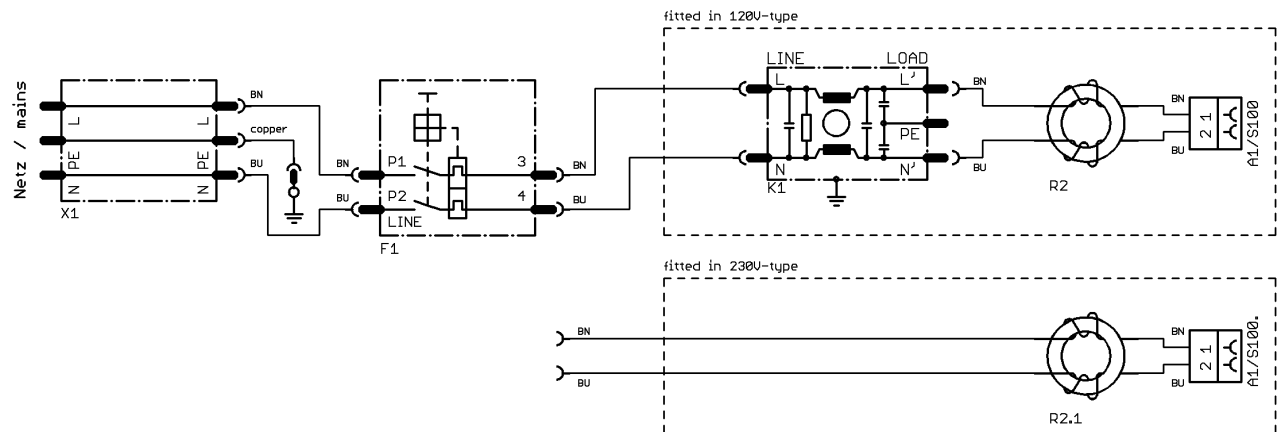 fitted in 120V-type
Netz / mains
L
PE
N
L
PE
N
X1
BN
copper
BU
BN
BU
P1
P2
LINE
3
4
F1
BN
BU
LINE
LOAD
L
L'
PE
N
N'
K1
BN
BU
R2
BN
BU
2 1
A1/S100
fitted in 230V-type
BN
BU
R2.1
BN
BU
2 1
A1/S100.